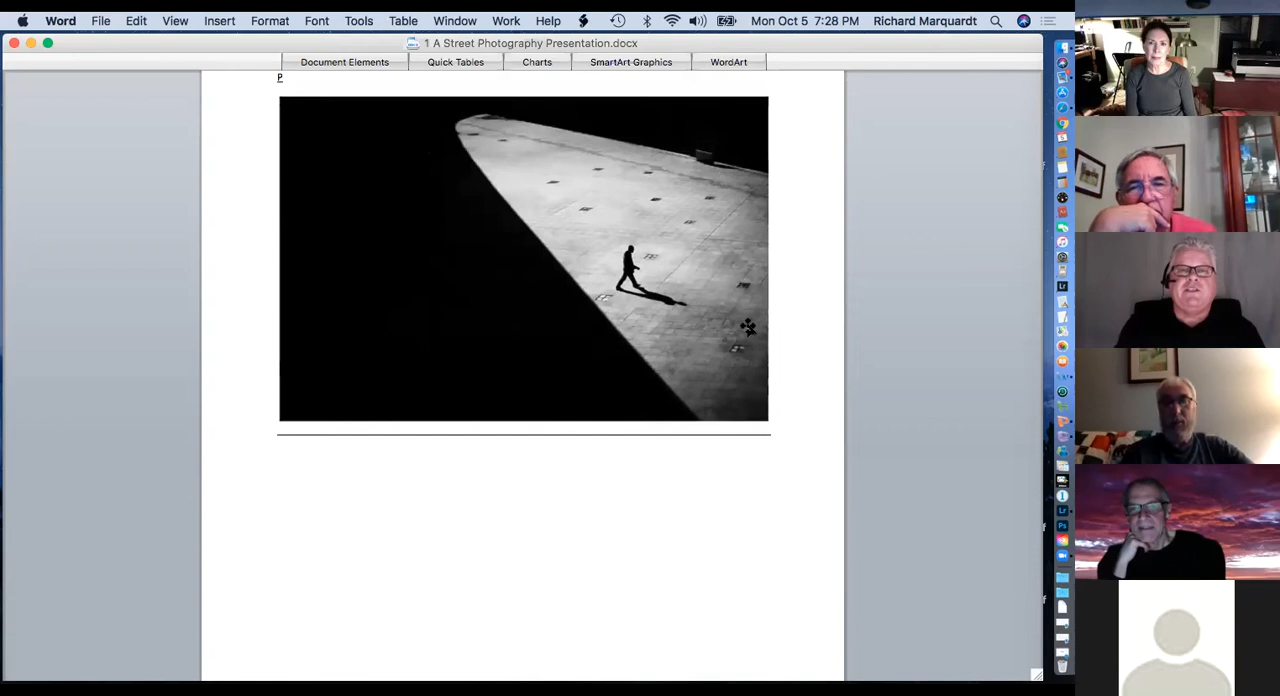 Word File Edit View Insert Format Font Tools Table Window Work Help Mon Oct 5 7:28 PM Richard Marquardt
1 A Street Photography Presentation.docx
Document Elements Quick Tables Charts SmartArt Graphics WordArt
P